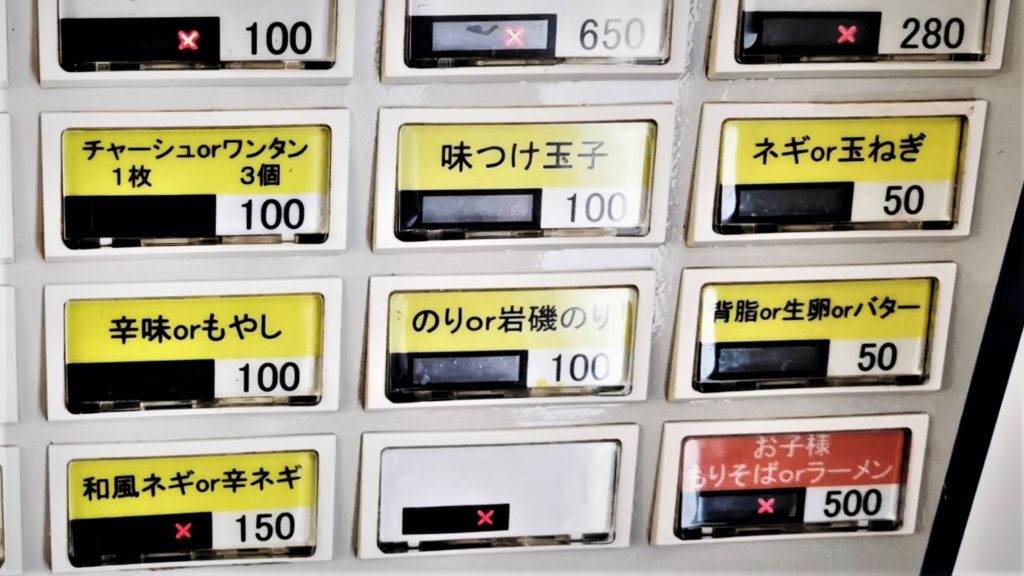 100
650
280
チャーシューorワンタン
1枚 3個
100
味つけ玉子
100
ネギor玉ねぎ
50
辛味orもやし
100
のりor岩磯のり
100
背脂or生卵orバター
50
和風ネギor辛ネギ
150
お子様
もりそばorラーメン
500